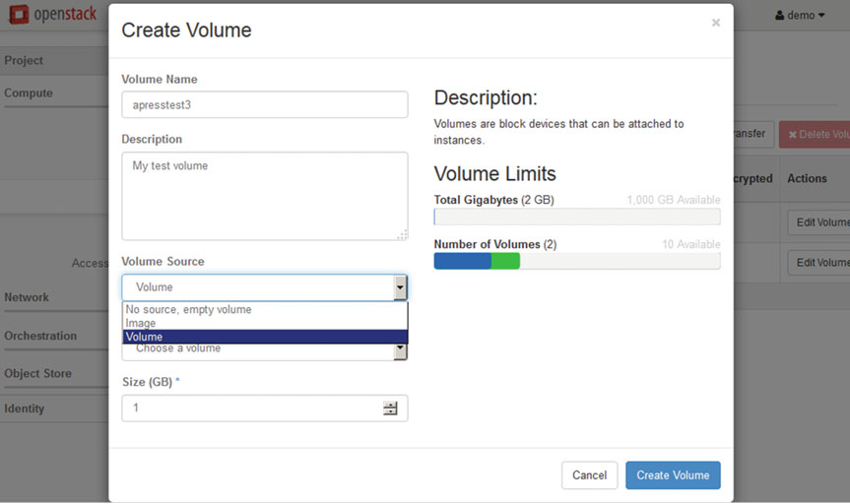 openstack
demo
Project
Compute
Access
Network
Orchestration
Object Store
Identity
Create Volume
×
Volume Name
apresstest3
Description
My test volume
Volume Source
Volume
No source, empty volume
Image
Volume
Choose a volume
Size (GB) *
1
Description:
Volumes are block devices that can be attached to
instances.
Volume Limits
Total Gigabytes (2 GB) 1,000 GB Available
Number of Volumes (2) 10 Available
Cancel Create Volume
ransfer × Delete Volu
crypted Actions
Edit Volume
Edit Volume